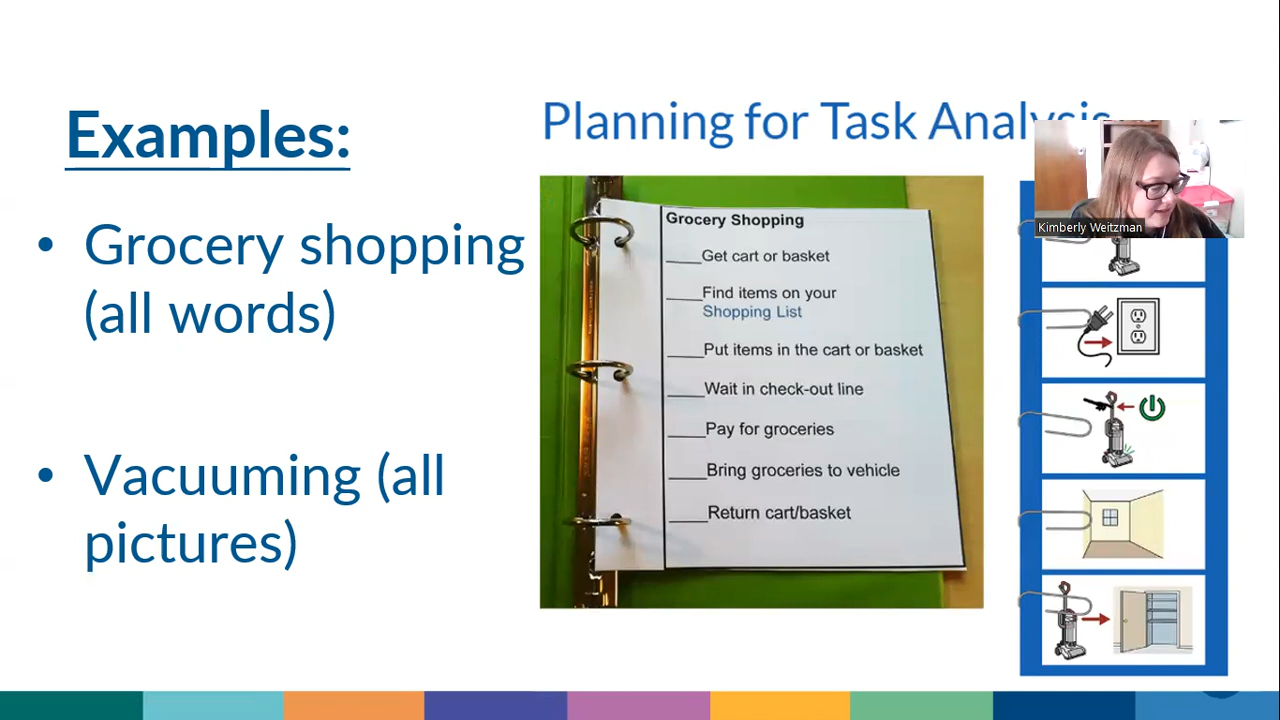 Examples:
• Grocery shopping
(all words)
• Vacuuming (all
pictures)
Planning for Task Analysis
Grocery Shopping
____Get cart or basket
____Find items on your
Shopping List
____Put items in the cart or basket
____Wait in check-out line
____Pay for groceries
____Bring groceries to vehicle
____Return cart/basket
Kimberly Weitzman